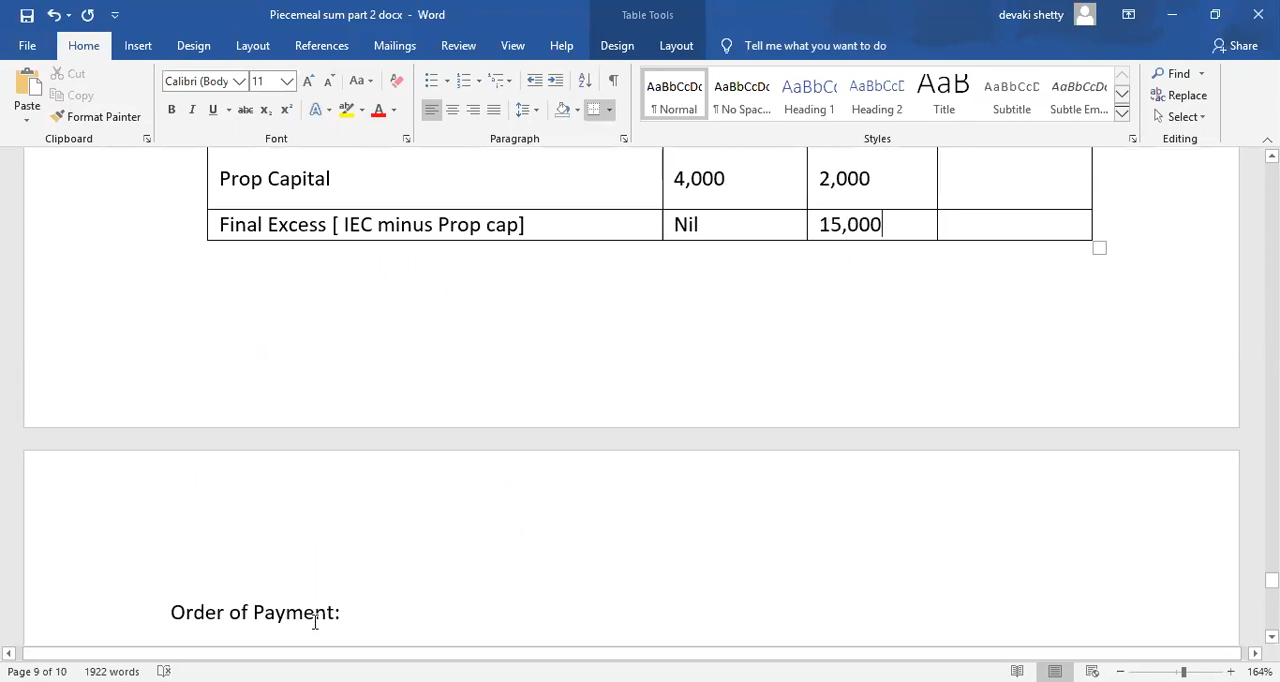 Piecemeal sum part 2 docx - Word
Table Tools
devaki shetty
File
Home
Insert
Design
Layout
References
Mailings
Review
View
Help
Design
Layout
Tell me what you want to do
Share
Paste
Cut
Copy
Format Painter
Clipboard
Calibri (Body
11
Font
Paragraph
AaBbCcDc
¶ Normal
AaBbCcDc
¶ No Spac...
AaBbCc
Heading 1
AaBbCcD
Heading 2
AaB
Title
AaBbCcD
Subtitle
AaBbCcDc
Subtle Em...
Styles
Find
Replace
Select
Editing
Prop Capital 4,000 2,000
Final Excess [ IEC minus Prop cap] Nil 15,000
Order of Payment:
Page 9 of 10
1922 words
164%